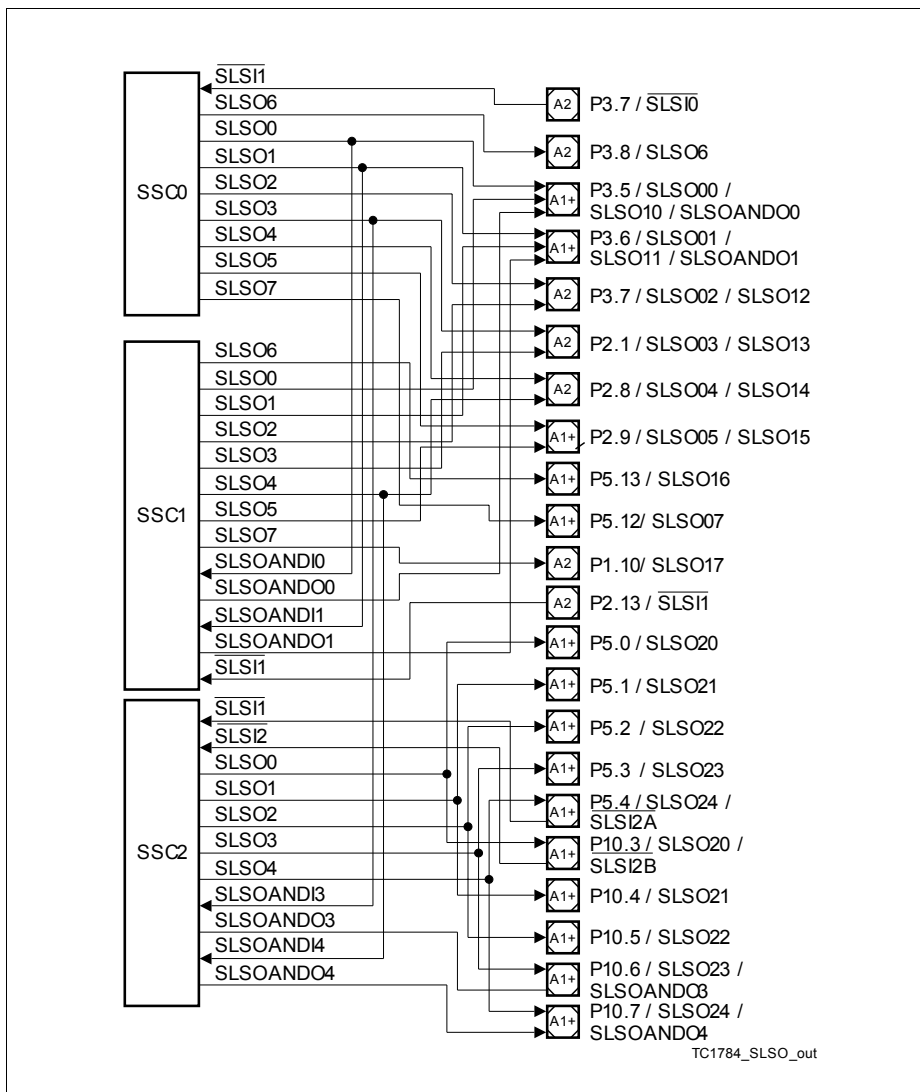 SSC0
SLSI1
SLSO6
SLSO0
SLSO1
SLSO2
SLSO3
SLSO4
SLSO5
SLSO7
SSC1
SLSO6
SLSO0
SLSO1
SLSO2
SLSO3
SLSO4
SLSO5
SLSO7
SLSOANDI0
SLSOANDO0
SLSOANDI1
SLSOANDO1
SLSI1
SSC2
SLSI1
SLSI2
SLSO0
SLSO1
SLSO2
SLSO3
SLSO4
SLSOANDI3
SLSOANDO3
SLSOANDI4
SLSOANDO4
A2 P3.7 / SLSI0
A2 P3.8 / SLSO6
A1+ P3.5 / SLSO00 /
SLSO10 / SLSOANDO0
A1+ P3.6 / SLSO01 /
SLSO11 / SLSOANDO1
A2 P3.7 / SLSO02 / SLSO12
A2 P2.1 / SLSO03 / SLSO13
A2 P2.8 / SLSO04 / SLSO14
A1+ P2.9 / SLSO05 / SLSO15
A1+ P5.13 / SLSO16
A1+ P5.12/ SLSO07
A2 P1.10/ SLSO17
A2 P2.13 / SLSI1
A1+ P5.0 / SLSO20
A1+ P5.1 / SLSO21
A1+ P5.2 / SLSO22
A1+ P5.3 / SLSO23
A1+ P5.4 / SLSO24 /
SLSI2A
A1+ P10.3 / SLSO20 /
SLSI2B
A1+ P10.4 / SLSO21
A1+ P10.5 / SLSO22
A1+ P10.6 / SLSO23 /
SLSOANDO3
A1+ P10.7 / SLSO24 /
SLSOANDO4
TC1784_SLSO_out